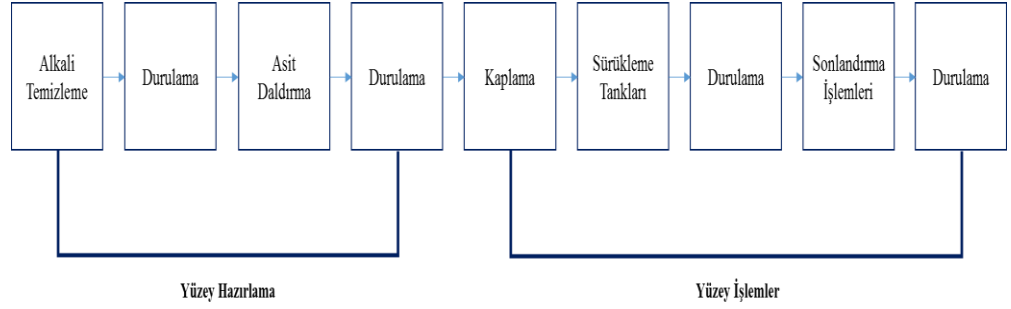 Alkali
Temizleme
Durulama
Asit
Daldırma
Durulama
Kaplama
Sürükleme
Tankları
Durulama
Sonlandırma
İşlemleri
Durulama
Yüzey Hazırlama
Yüzey İşlemler